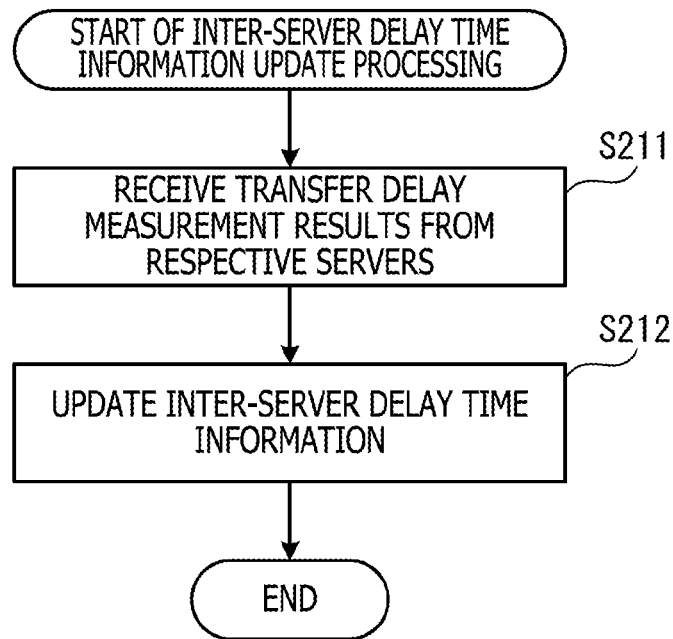 START OF INTER-SERVER DELAY TIME
INFORMATION UPDATE PROCESSING
S211
RECEIVE TRANSFER DELAY
MEASUREMENT RESULTS FROM
RESPECTIVE SERVERS
S212
UPDATE INTER-SERVER DELAY TIME
INFORMATION
END